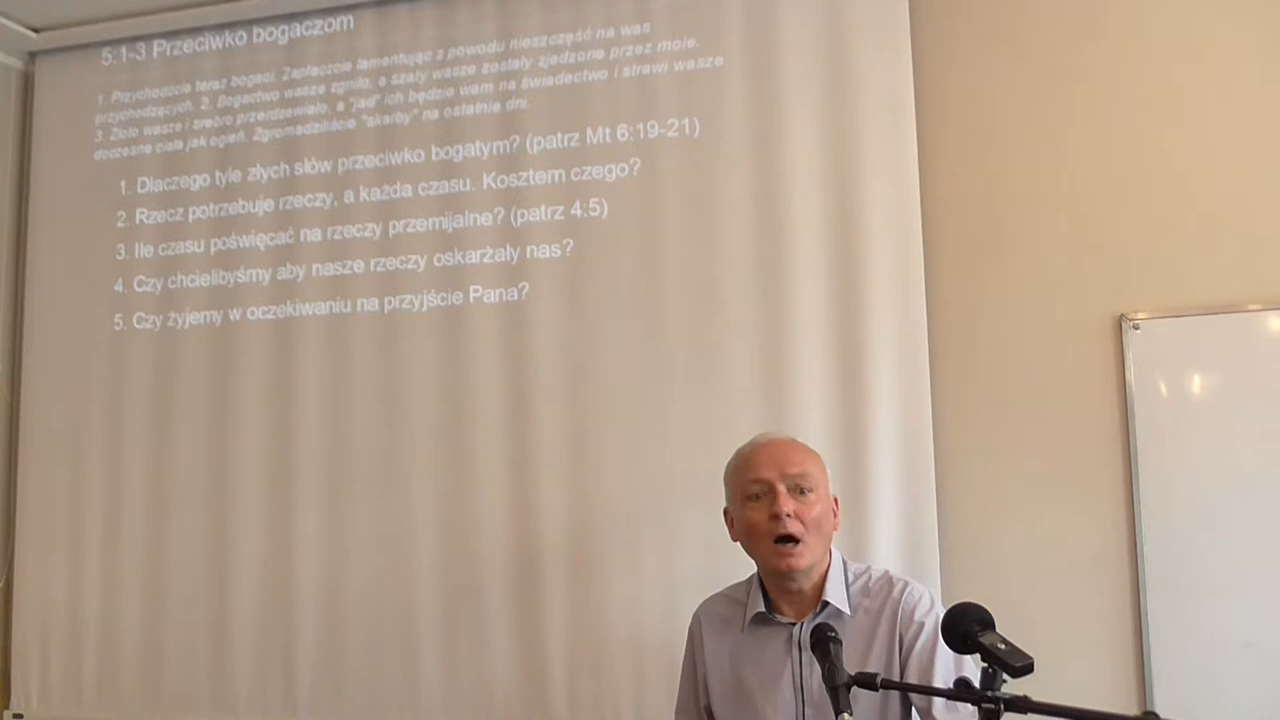 5:1-3 Przeciwko bogaczom
1. Przychodźcie teraz bogaci. Zapłaczcie lamentując z powodu nieszczęść na was
przychodzących. 2. Bogactwo wasze zgniło, a szaty wasze zostały zjedzone przez mole.
3. Złoto wasze i srebro przerdzewiało, a "jad" ich będzie wam na świadectwo i strawi wasze
doczesne ciała jak ogień. Zgromadziliście "skarby" na ostatnie dni.
1. Dlaczego tyle złych słów przeciwko bogatym? (patrz Mt 6:19-21)
2. Rzecz potrzebuje rzeczy, a każda czasu. Kosztem czego?
3. Ile czasu poświęcać na rzeczy przemijalne? (patrz 4:5)
4. Czy chcielibyśmy aby nasze rzeczy oskarżały nas?
5. Czy żyjemy w oczekiwaniu na przyjście Pana?